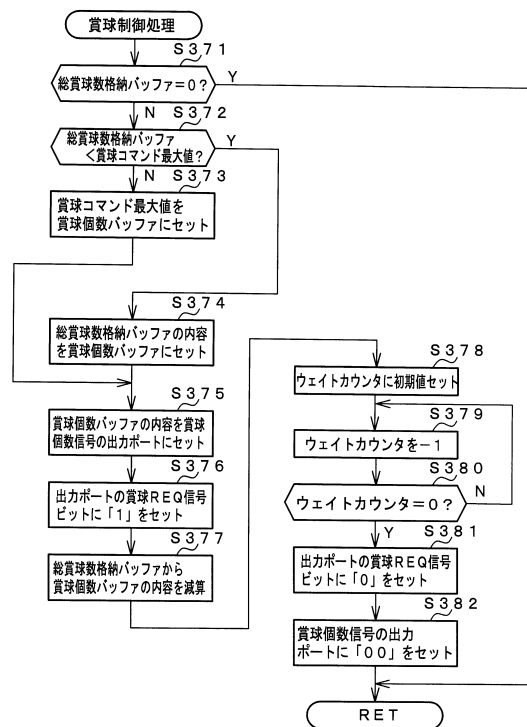 賞球制御処理
S371
総賞球数格納バッファ=0?
Y
N
S372
総賞球数格納バッファ
<賞球コマンド最大値?
Y
N
S373
賞球コマンド最大値を
賞球個数バッファにセット
S374
総賞球数格納バッファの内容
を賞球個数バッファにセット
S375
賞球個数バッファの内容を賞球
個数信号の出力ポートにセット
S376
出力ポートの賞球REQ信号
ビットに「1」をセット
S377
総賞球数格納バッファから
賞球個数バッファの内容を減算
S378
ウェイトカウンタに初期値セット
S379
ウェイトカウンタを-1
S380
ウェイトカウンタ=0?
N
Y
S381
出力ポートの賞球REQ信号
ビットに「0」をセット
S382
賞球個数信号の出力
ポートに「00」をセット
RET